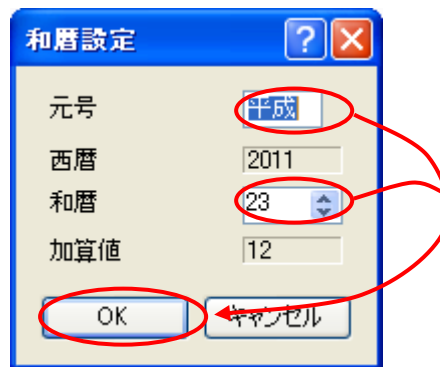 和暦設定
元号 平成
西暦 2011
和暦 23
加算値 12
OK キャンセル